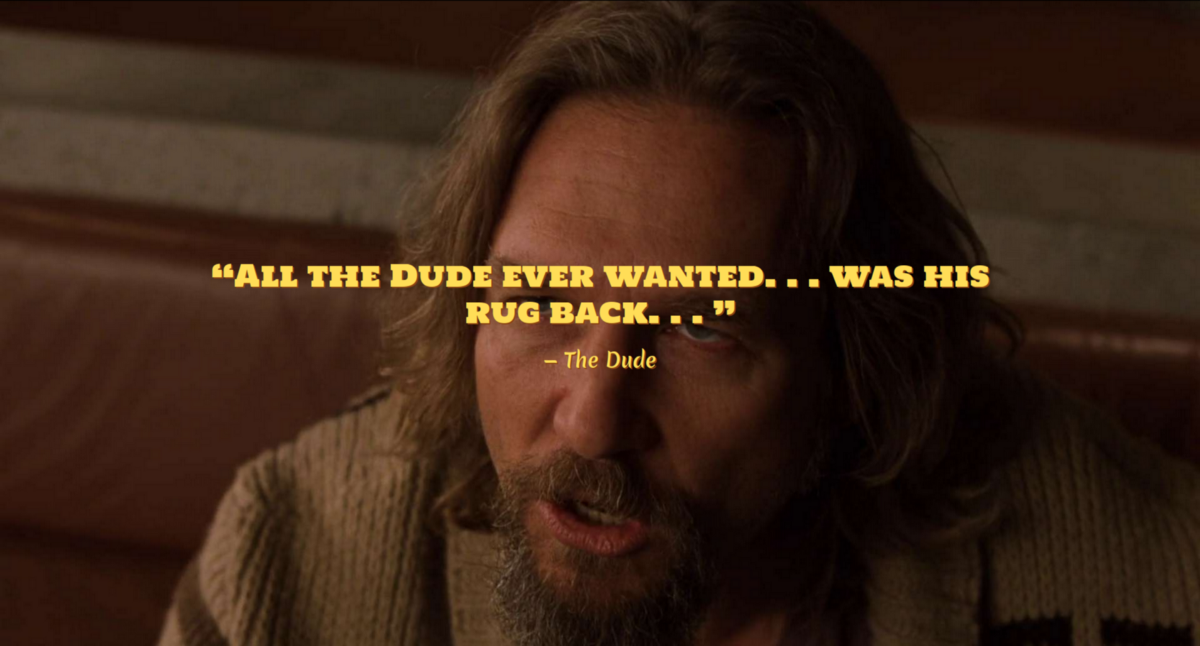 “All the Dude ever wanted. . . was his
rug back. . . ”
– The Dude